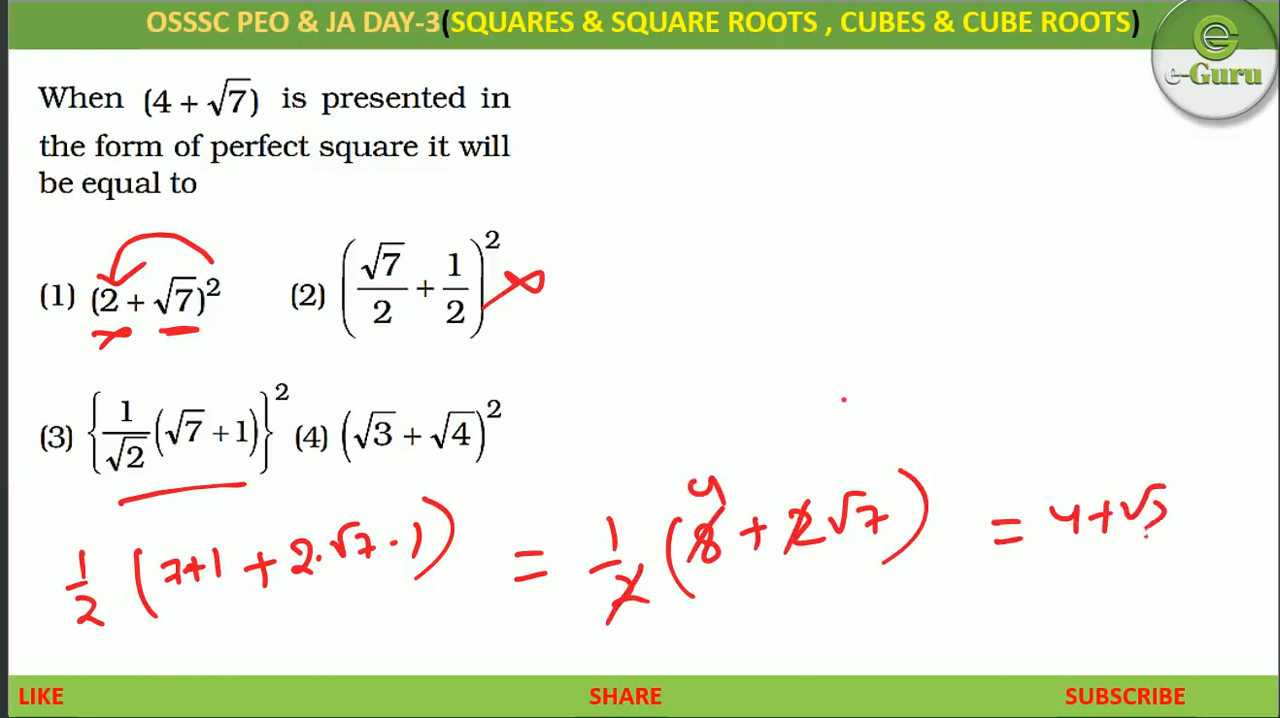 OSSSC PEO & JA DAY-3(SQUARES & SQUARE ROOTS , CUBES & CUBE ROOTS)
e-Guru
When (4 + √7) is presented in
the form of perfect square it will
be equal to
(1) (2 + √7)² (2) (√7/2 + 1/2)²
(3) {1/√2 (√7 + 1)}² (4) (√3 + √4)²
1/2 (7+1 + 2·√7·1) = 1/2 (8 + 2√7) = 4+√
4
LIKE SHARE SUBSCRIBE